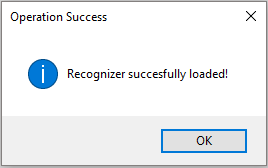 Operation Success
Recognizer succesfully loaded!
OK